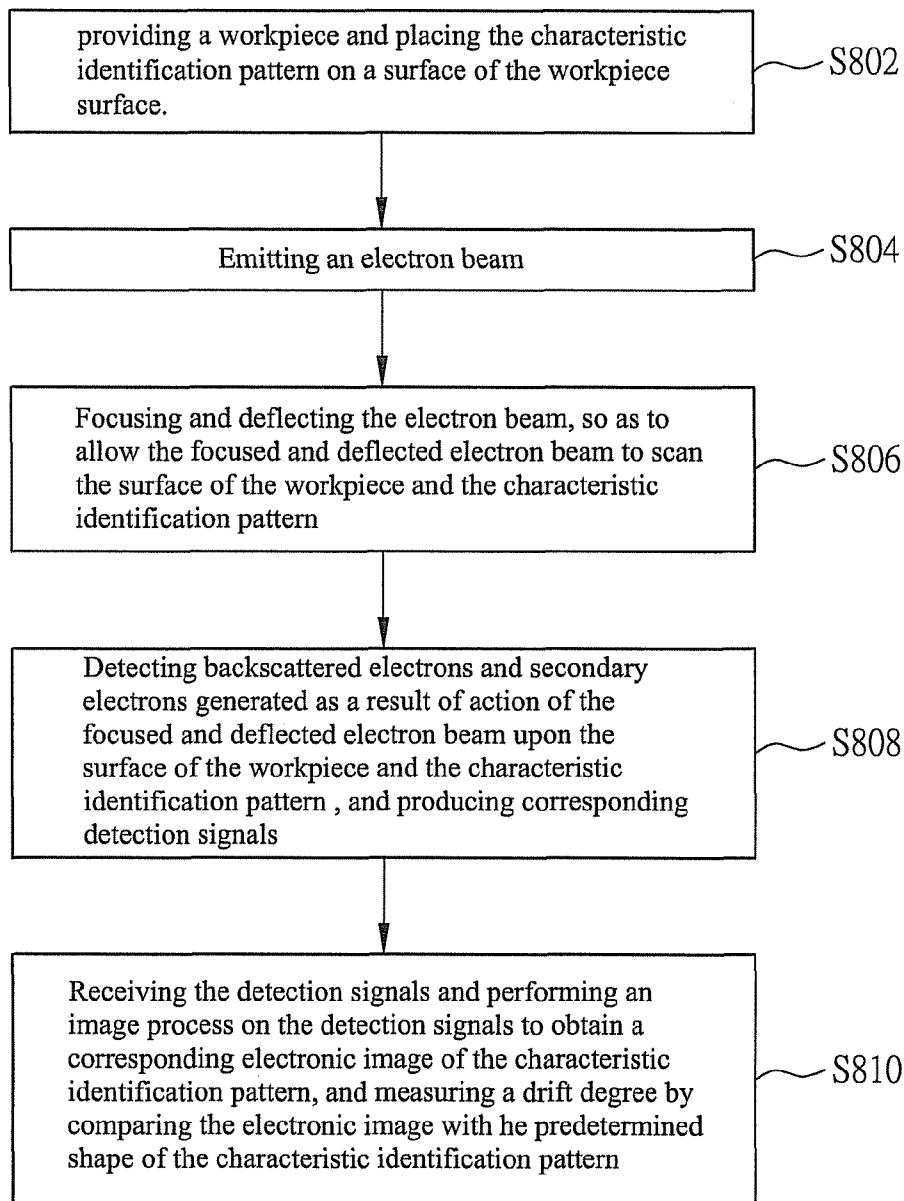 providing a workpiece and placing the characteristic
identification pattern on a surface of the workpiece
surface.
S802
Emitting an electron beam
S804
Focusing and deflecting the electron beam, so as to
allow the focused and deflected electron beam to scan
the surface of the workpiece and the characteristic
identification pattern
S806
Detecting backscattered electrons and secondary
electrons generated as a result of action of the
focused and deflected electron beam upon the
surface of the workpiece and the characteristic
identification pattern , and producing corresponding
detection signals
S808
Receiving the detection signals and performing an
image process on the detection signals to obtain a
corresponding electronic image of the characteristic
identification pattern, and measuring a drift degree by
comparing the electronic image with he predetermined
shape of the characteristic identification pattern
S810